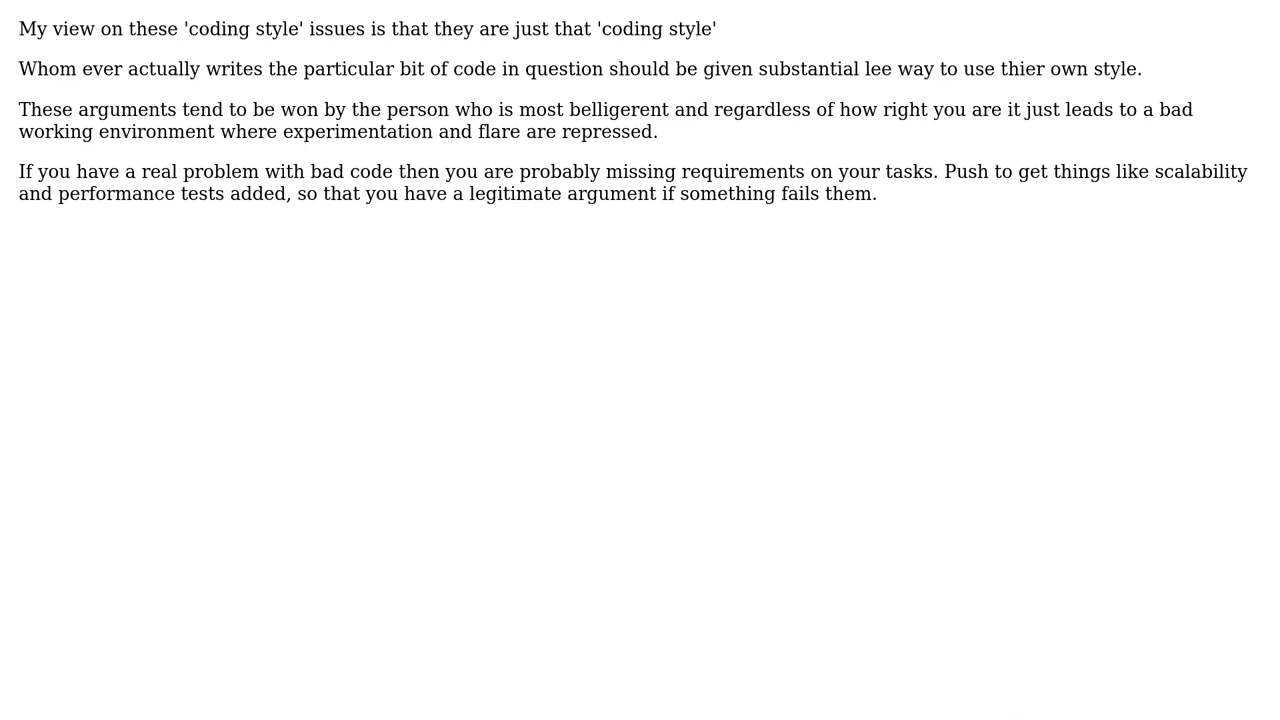 My view on these 'coding style' issues is that they are just that 'coding style'
Whom ever actually writes the particular bit of code in question should be given substantial lee way to use thier own style.
These arguments tend to be won by the person who is most belligerent and regardless of how right you are it just leads to a bad
working environment where experimentation and flare are repressed.
If you have a real problem with bad code then you are probably missing requirements on your tasks. Push to get things like scalability
and performance tests added, so that you have a legitimate argument if something fails them.